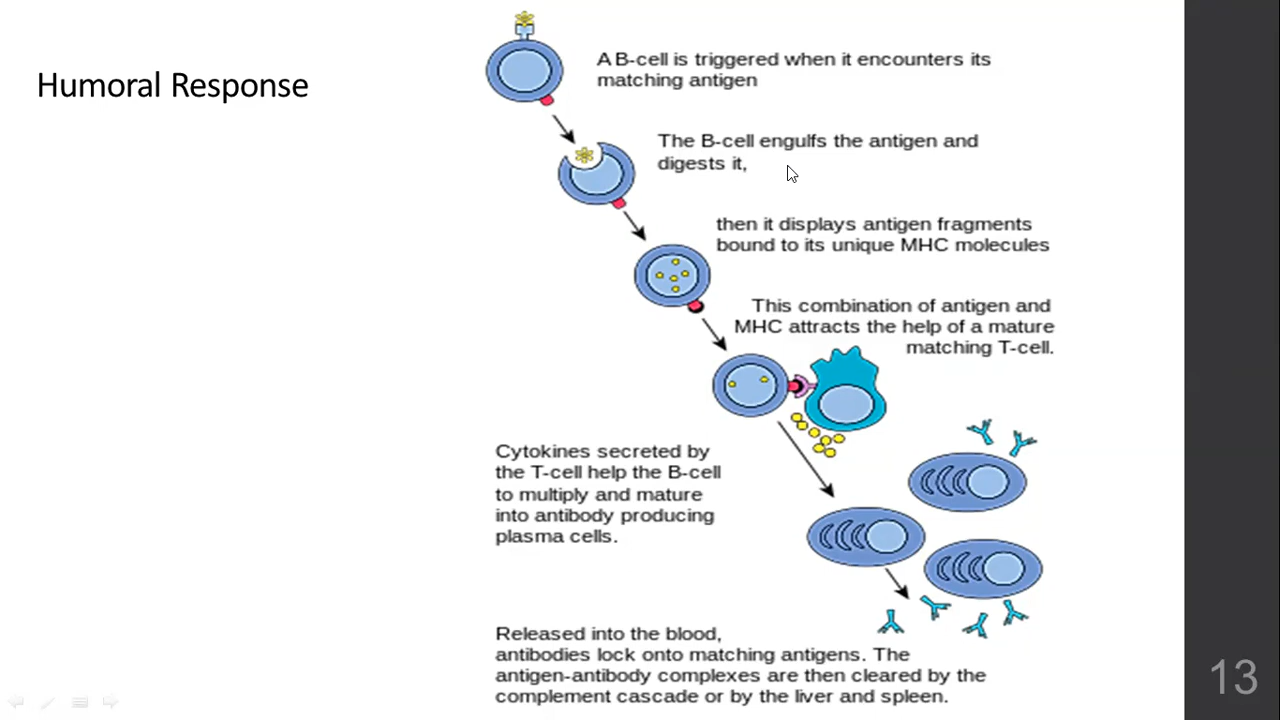 Humoral Response
A B-cell is triggered when it encounters its
matching antigen
The B-cell engulfs the antigen and
digests it,
then it displays antigen fragments
bound to its unique MHC molecules
This combination of antigen and
MHC attracts the help of a mature
matching T-cell.
Cytokines secreted by
the T-cell help the B-cell
to multiply and mature
into antibody producing
plasma cells.
Released into the blood,
antibodies lock onto matching antigens. The
antigen-antibody complexes are then cleared by the
complement cascade or by the liver and spleen.
13